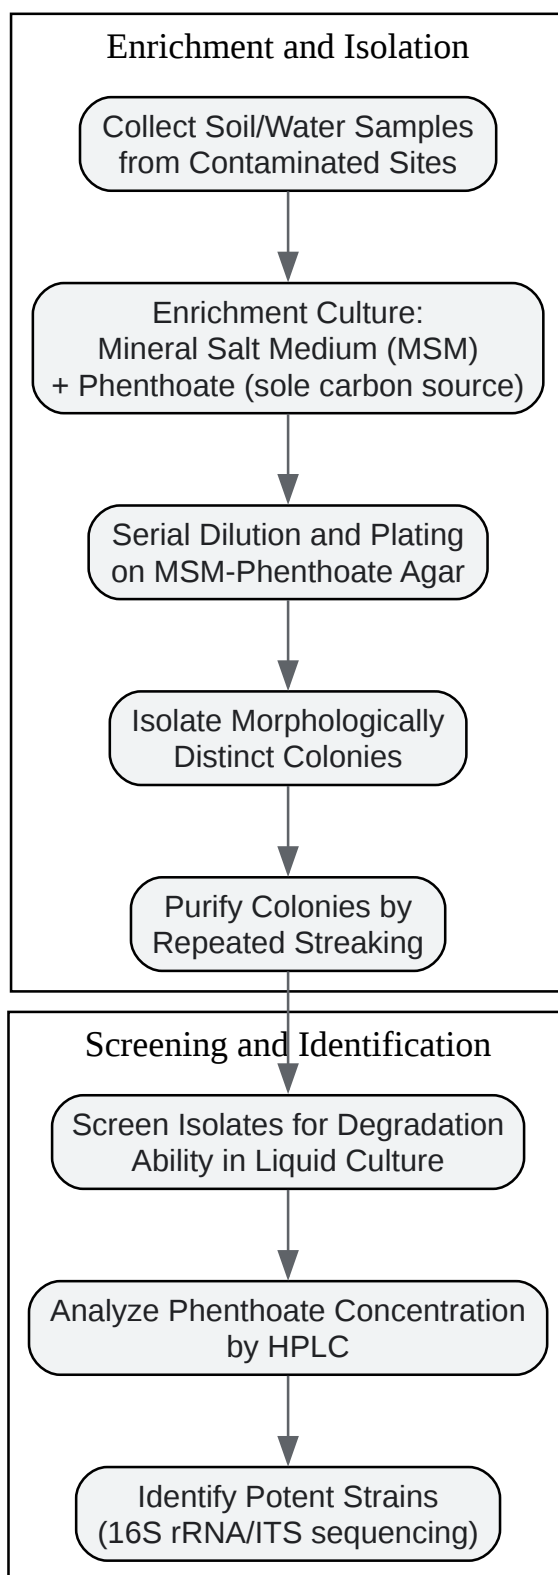 Enrichment and Isolation
Collect Soil/Water Samples
from Contaminated Sites
Enrichment Culture:
Mineral Salt Medium (MSM)
+ Phenthoate (sole carbon source)
Serial Dilution and Plating
on MSM-Phenthoate Agar
Isolate Morphologically
Distinct Colonies
Purify Colonies by
Repeated Streaking
Screening and Identification
Screen Isolates for Degradation
Ability in Liquid Culture
Analyze Phenthoate Concentration
by HPLC
Identify Potent Strains
(16S rRNA/ITS sequencing)